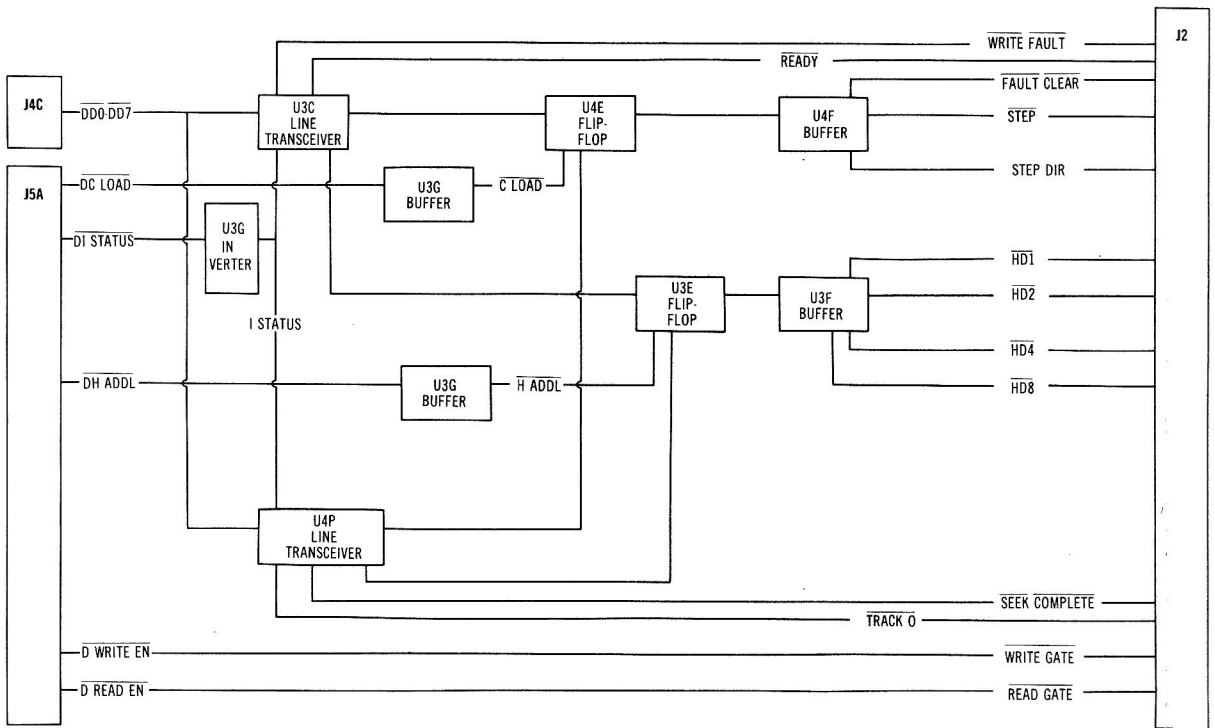 WRITE FAULT
J2
READY
J4C
DD0-DD7
U3C
LINE
TRANSCEIVER
U4E
FLIP-
FLOP
U4F
BUFFER
FAULT CLEAR
STEP
STEP DIR
J5A
DC LOAD
U3G
BUFFER
C LOAD
DI STATUS
U3G
IN
VERTER
I STATUS
U3E
FLIP-
FLOP
U3F
BUFFER
HD1
HD2
HD4
HD8
DH ADDL
U3G
BUFFER
H ADDL
U4P
LINE
TRANSCEIVER
SEEK COMPLETE
TRACK 0
D WRITE EN
WRITE GATE
D READ EN
READ GATE